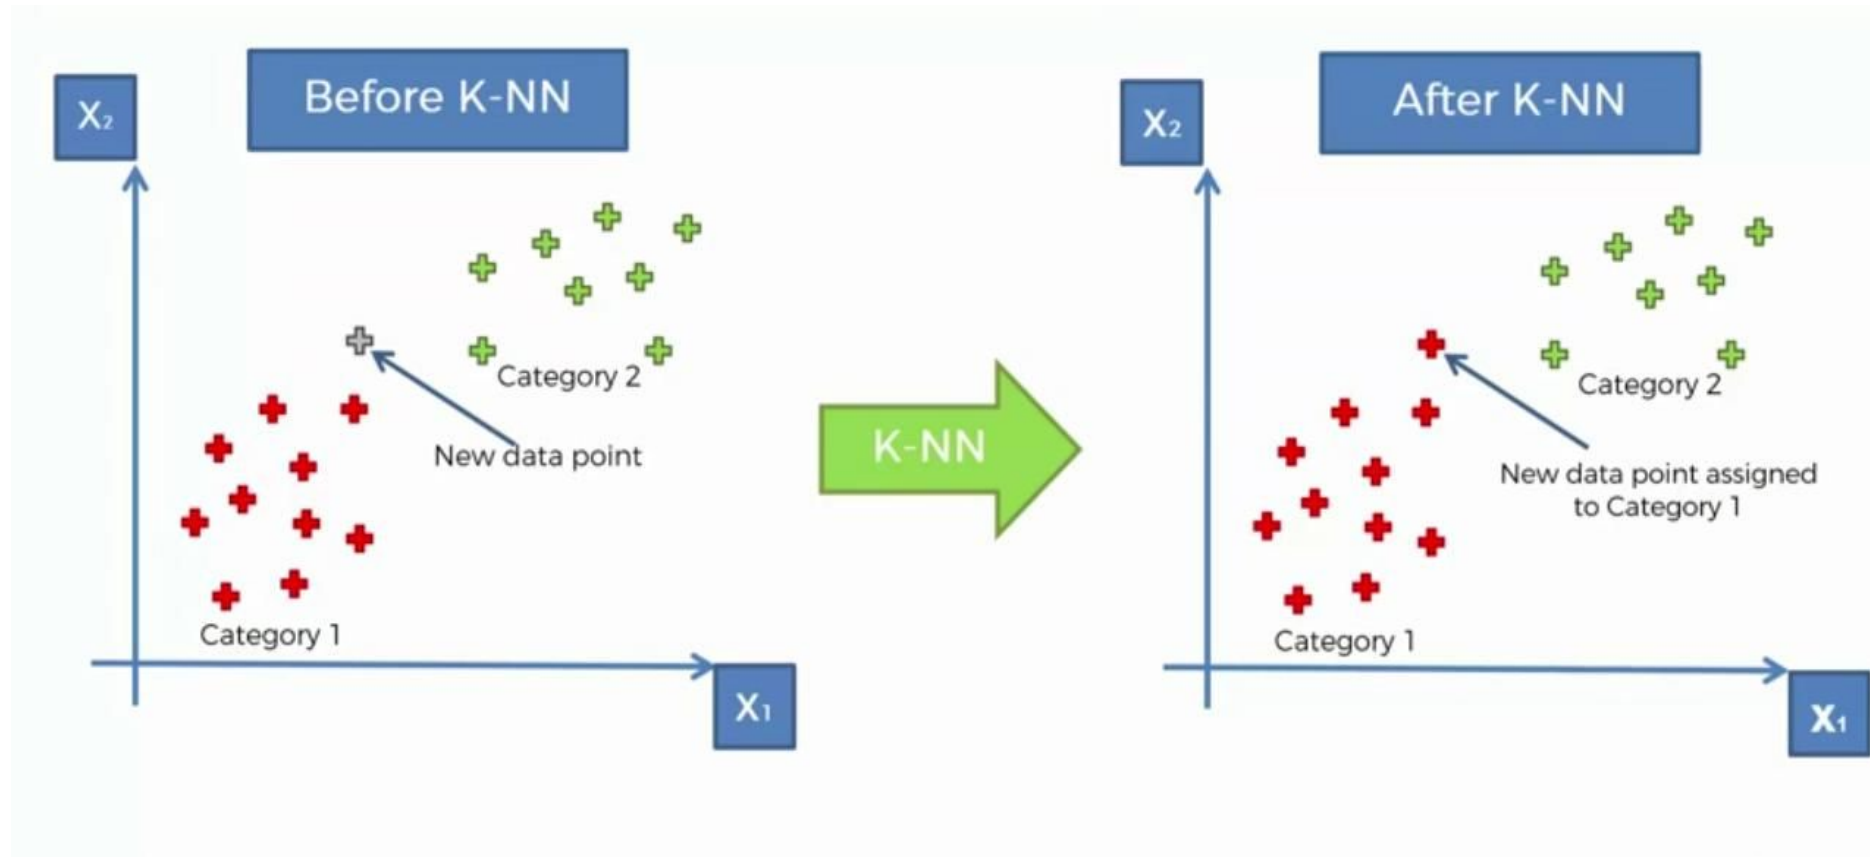 Before K-NN
X₂
Category 2
New data point
Category 1
X₁
K-NN
After K-NN
X₂
Category 2
New data point assigned
to Category 1
Category 1
X₁